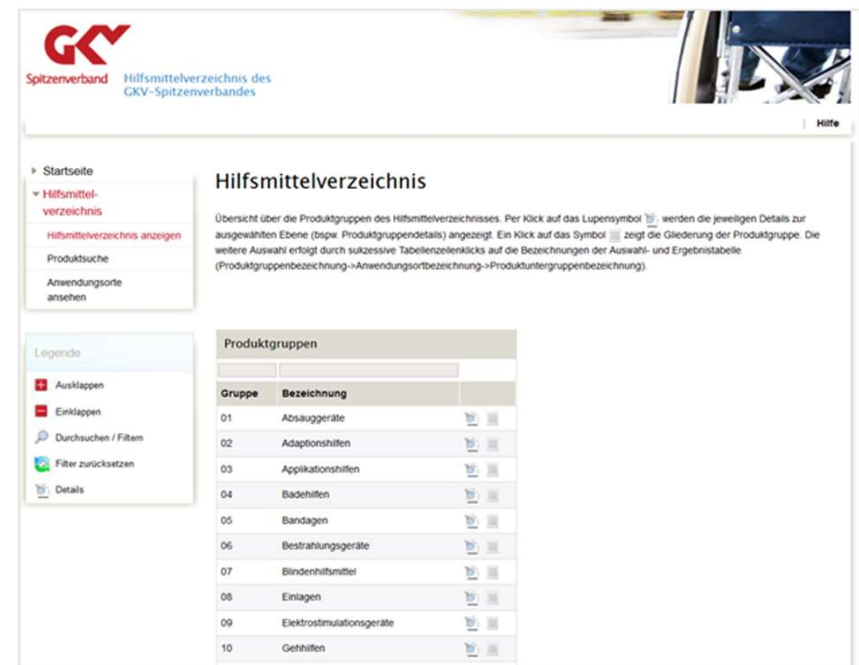 GKV
Spitzenverband
Hilfsmittelverzeichnis des
GKV-Spitzenverbandes
Hilfe
Startseite
Hilfsmittel-
verzeichnis
Hilfsmittelverzeichnis anzeigen
Produktsuche
Anwendungsorte
ansehen
Legende
Ausklappen
Einklappen
Durchsuchen / Filtern
Filter zurücksetzen
Details
Hilfsmittelverzeichnis
Übersicht über die Produktgruppen des Hilfsmittelverzeichnisses. Per Klick auf das Lupensymbol werden die jeweiligen Details zur
ausgewählten Ebene (bspw. Produktgruppendetails) angezeigt. Ein Klick auf das Symbol zeigt die Gliederung der Produktgruppe. Die
weitere Auswahl erfolgt durch sukzessive Tabellenzeilenklicks auf die Bezeichnungen der Auswahl- und Ergebnistabelle
(Produktgruppenbezeichnung->Anwendungsortbezeichnung->Produktuntergruppenbezeichnung).
Produktgruppen
Gruppe Bezeichnung
01 Absauggeräte
02 Adaptionshilfen
03 Applikationshilfen
04 Badehilfen
05 Bandagen
06 Bestrahlungsgeräte
07 Blindenhilfsmittel
08 Einlagen
09 Elektrostimulationsgeräte
10 Gehhilfen